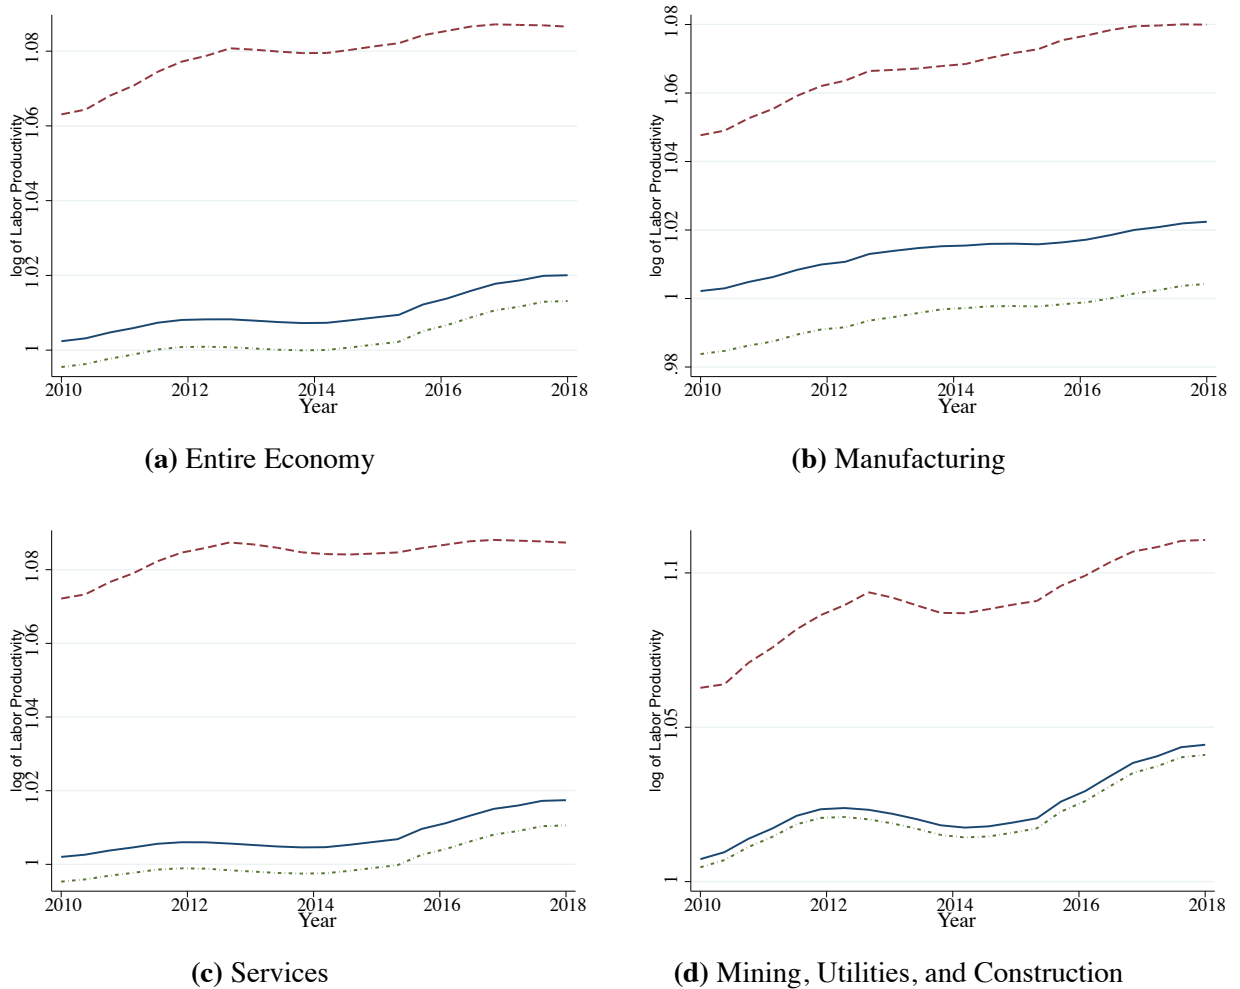 log of Labor Productivity
1.08
1.06
1.04
1.02
1
2010 2012 2014 2016 2018
Year
(a) Entire Economy
log of Labor Productivity
1.08
1.06
1.04
1.02
1
.98
2010 2012 2014 2016 2018
Year
(b) Manufacturing
log of Labor Productivity
1.08
1.06
1.04
1.02
1
2010 2012 2014 2016 2018
Year
(c) Services
log of Labor Productivity
1.1
1.05
1
2010 2012 2014 2016 2018
Year
(d) Mining, Utilities, and Construction